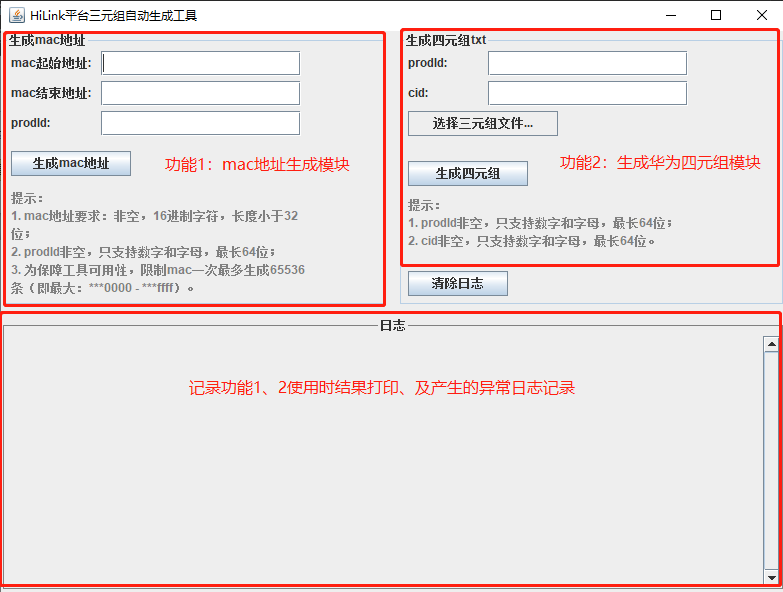 HiLink平台三元组自动生成工具
生成mac地址
mac起始地址:
mac结束地址:
prodId:
生成mac地址
功能1：mac地址生成模块
提示：
1. mac地址要求：非空，16进制字符，长度小于32
位；
2. prodId非空，只支持数字和字母，最长64位；
3. 为保障工具可用性，限制mac一次最多生成65536
条（即最大：***0000 - ***ffff）。
生成四元组txt
prodId:
cid:
选择三元组文件...
生成四元组
功能2：生成华为四元组模块
提示：
1. prodId非空，只支持数字和字母，最长64位；
2. cid非空，只支持数字和字母，最长64位。
清除日志
日志
记录功能1、2使用时结果打印、及产生的异常日志记录